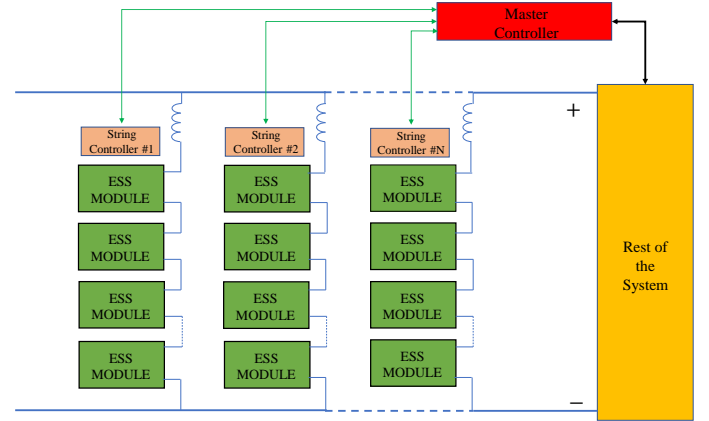 Master
Controller
+
String
Controller #1
String
Controller #2
String
Controller #N
ESS
MODULE
ESS
MODULE
ESS
MODULE
ESS
MODULE
ESS
MODULE
ESS
MODULE
ESS
MODULE
ESS
MODULE
ESS
MODULE
ESS
MODULE
ESS
MODULE
ESS
MODULE
Rest of
the
System
–